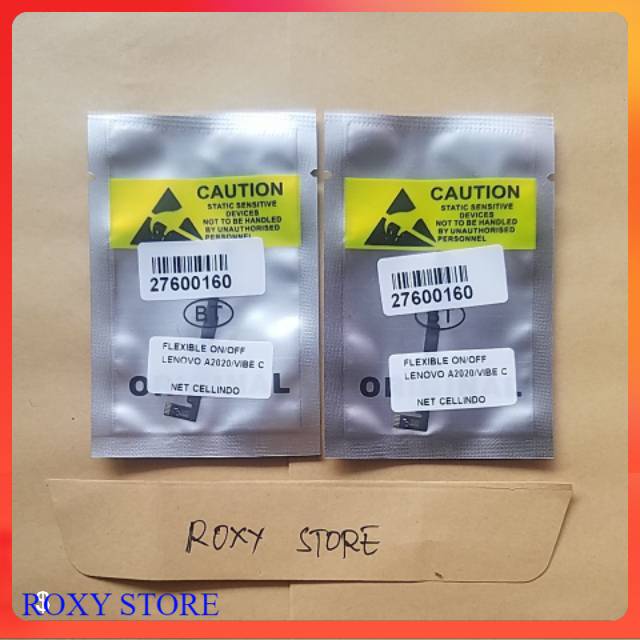 CAUTION
STATIC SENSITIVE
DEVICES
NOT TO BE HANDLED
BY UNAUTHORISED
PERSONNEL
27600160
BT
FLEXIBLE ON/OFF
LENOVO A2020/VIBE C
NET CELLINDO
CAUTION
STATIC SENSITIVE
DEVICES
NOT TO BE HANDLED
BY UNAUTHORISED
PERSONNEL
27600160
FLEXIBLE ON/OFF
LENOVO A2020/VIBE C
NET CELLINDO
ROXY STORE
ROXY STORE